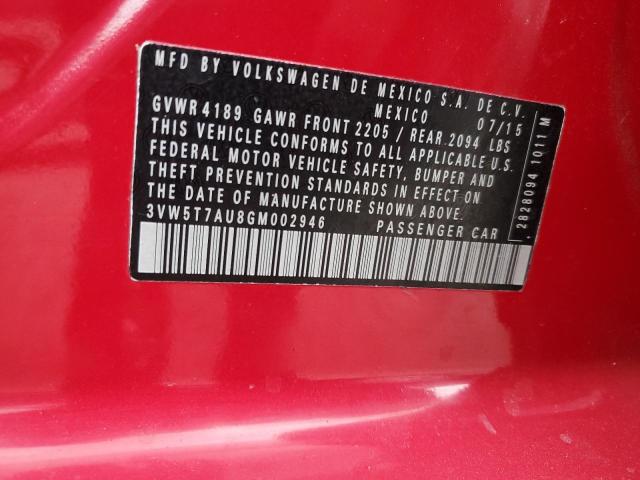 MFD BY VOLKSWAGEN DE MEXICO S.A. DE C.V.
MEXICO 07/15
GVWR 4189 GAWR FRONT 2205 / REAR 2094 LBS
THIS VEHICLE CONFORMS TO ALL APPLICABLE U.S.
FEDERAL MOTOR VEHICLE SAFETY, BUMPER AND
THEFT PREVENTION STANDARDS IN EFFECT ON
THE DATE OF MANUFACTURE SHOWN ABOVE.
3VW5T7AU8GM002946 PASSENGER CAR
2828094 1011 M